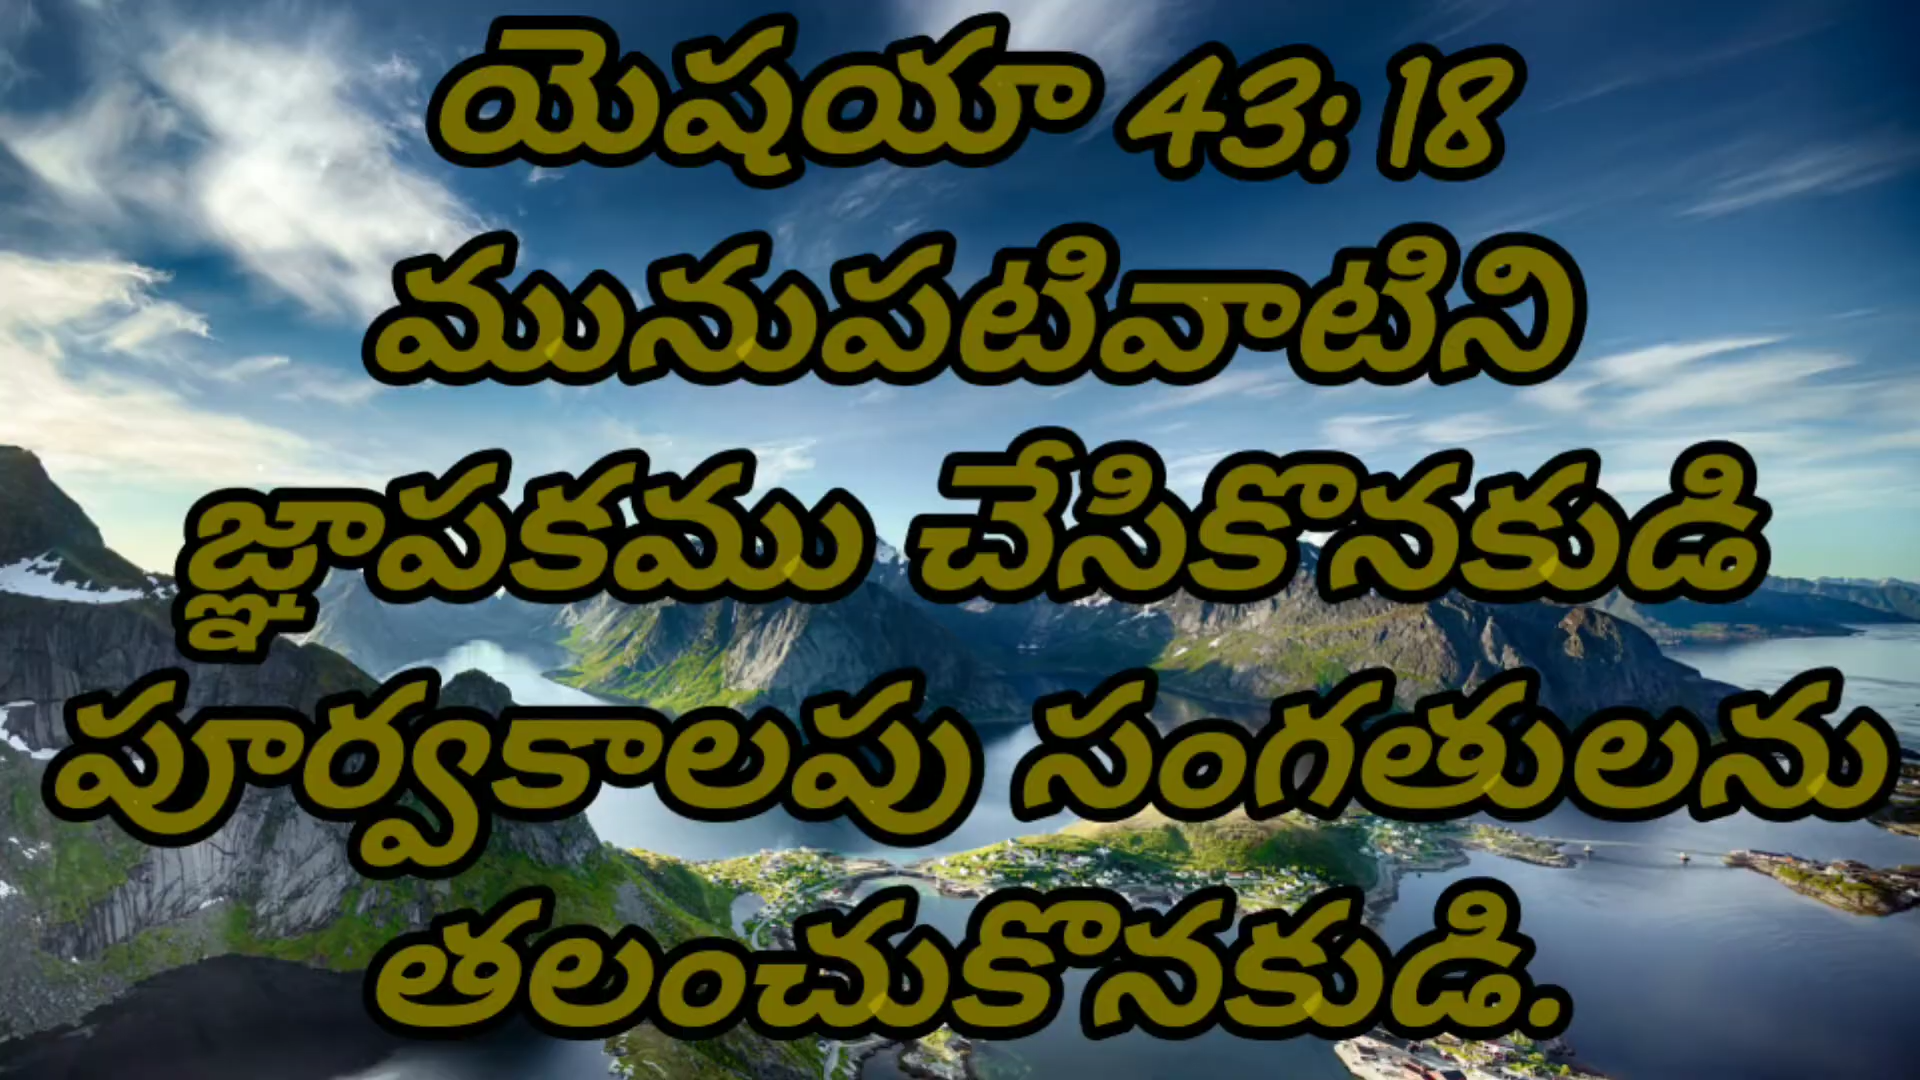 యెషయా 43: 18
మునుపటివాటిని
జ్ఞాపకము చేసికొనకుడి
పూర్వకాలపు సంగతులను
తలంచుకొనకుడి.